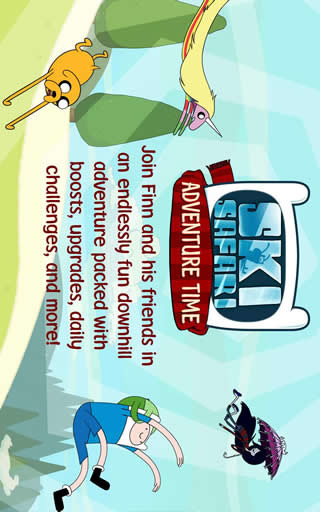 SKI
SAFARI
ADVENTURE TIME
Join Finn and his friends in
an endlessly fun downhill
adventure packed with
boosts, upgrades, daily
challenges, and more!